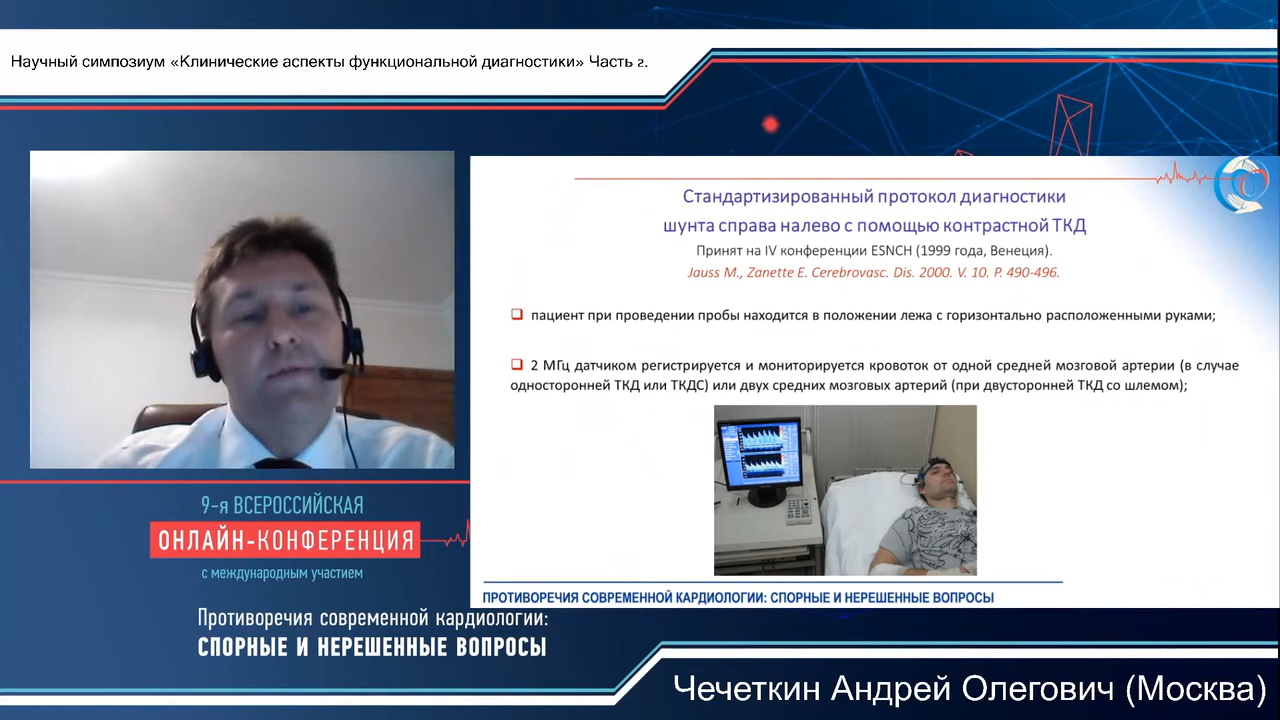 Научный симпозиум «Клинические аспекты функциональной диагностики» Часть 2.
Стандартизированный протокол диагностики
шунта справа налево с помощью контрастной ТКД
Принят на IV конференции ESNCH (1999 года, Венеция).
Jauss M., Zanette E. Cerebrovasc. Dis. 2000. V. 10. P. 490-496.
пациент при проведении пробы находится в положении лежа с горизонтально расположенными руками;
2 МГц датчиком регистрируется и мониторируется кровоток от одной средней мозговой артерии (в случае
односторонней ТКД или ТКДС) или двух средних мозговых артерий (при двусторонней ТКД со шлемом);
ПРОТИВОРЕЧИЯ СОВРЕМЕННОЙ КАРДИОЛОГИИ: СПОРНЫЕ И НЕРЕШЕННЫЕ ВОПРОСЫ
9-я ВСЕРОССИЙСКАЯ
ОНЛАЙН-КОНФЕРЕНЦИЯ
с международным участием
Противоречия современной кардиологии:
СПОРНЫЕ И НЕРЕШЕННЫЕ ВОПРОСЫ
Чечеткин Андрей Олегович (Москва)